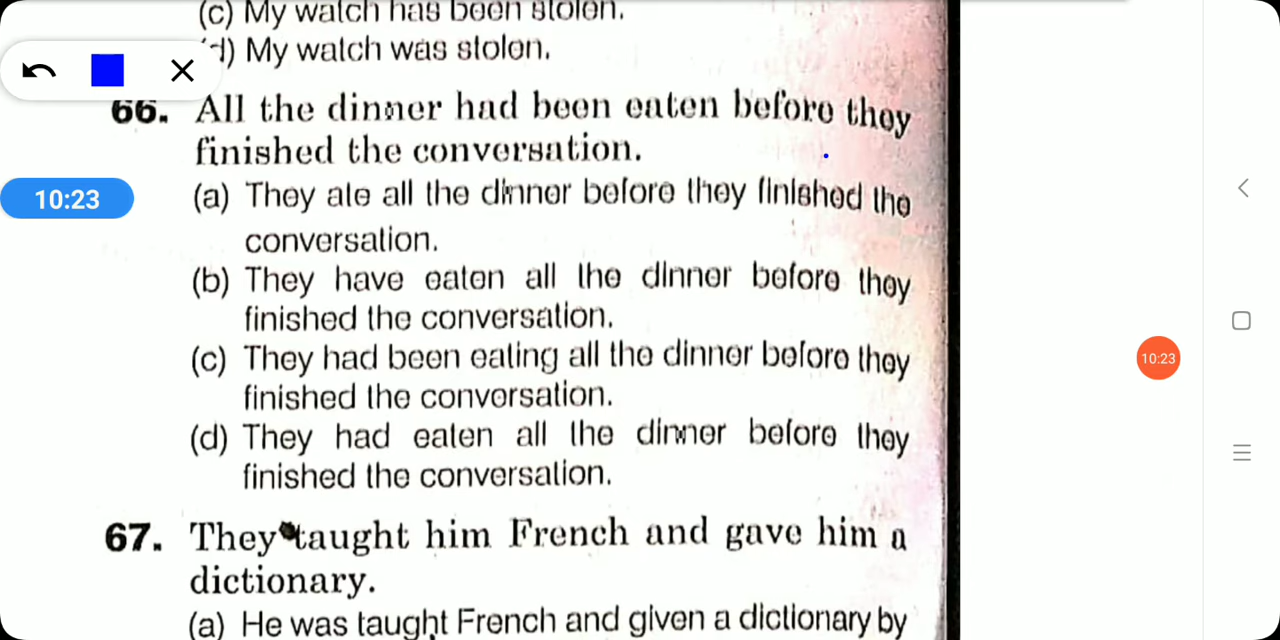 (c) My watch has been stolen.
d) My watch was stolen.
66. All the dinner had been eaten before they
finished the conversation.
10:23
(a) They ate all the dinner before they finished the
conversation.
(b) They have eaten all the dinner before they
finished the conversation.
(c) They had been eating all the dinner before they
finished the conversation.
10:23
(d) They had eaten all the dinner before they
finished the conversation.
67. They taught him French and gave him a
dictionary.
(a) He was taught French and given a dictionary by